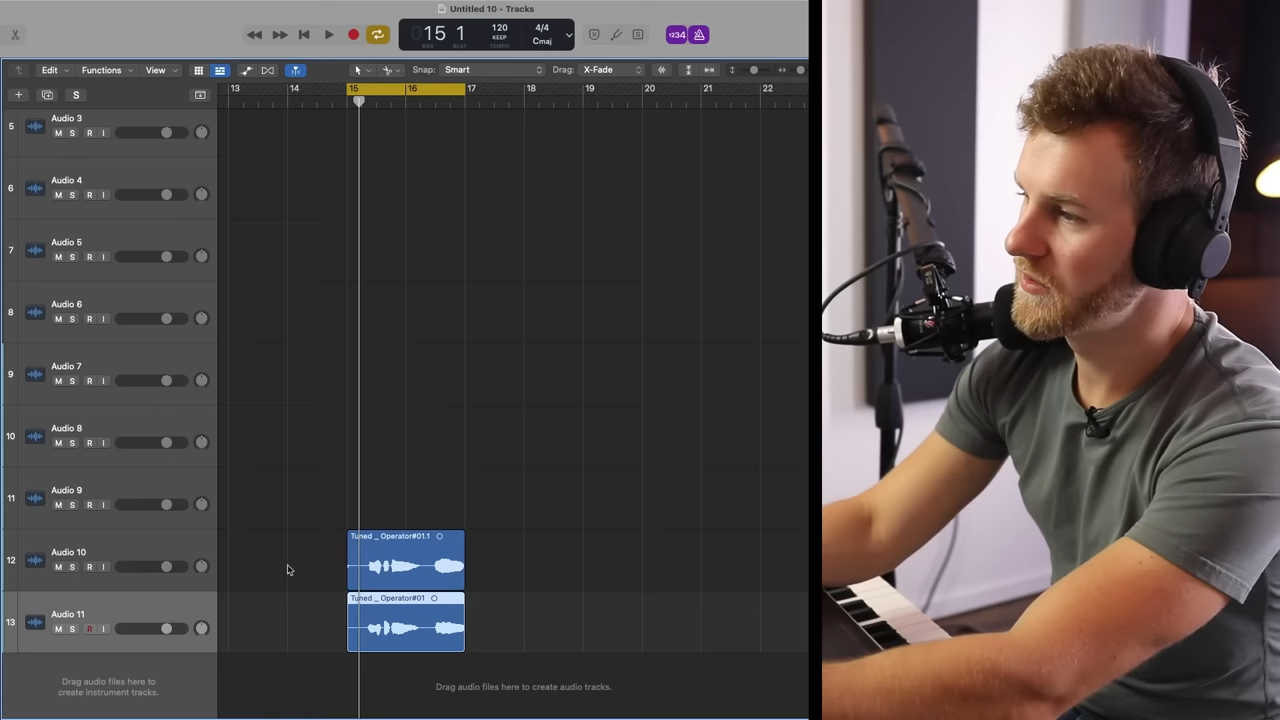 Untitled 10 - Tracks
15 1
BAR BEAT
120
KEEP
TEMPO
4/4
Cmaj
1234
Edit
Functions
View
Snap: Smart
Drag: X-Fade
S
13 14 15 16 17 18 19 20 21 22
5 Audio 3
M S R I
6 Audio 4
M S R I
7 Audio 5
M S R I
8 Audio 6
M S R I
9 Audio 7
M S R I
10 Audio 8
M S R I
11 Audio 9
M S R I
12 Audio 10
M S R I
Tuned _ Operator#01.1
13 Audio 11
M S R I
Tuned _ Operator#01
Drag audio files here to
create instrument tracks.
Drag audio files here to create audio tracks.